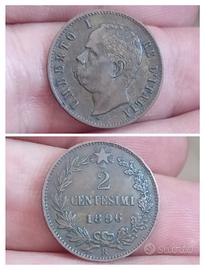 UMBERTO I RE D'ITALIA
2
CENTESIMI
1896